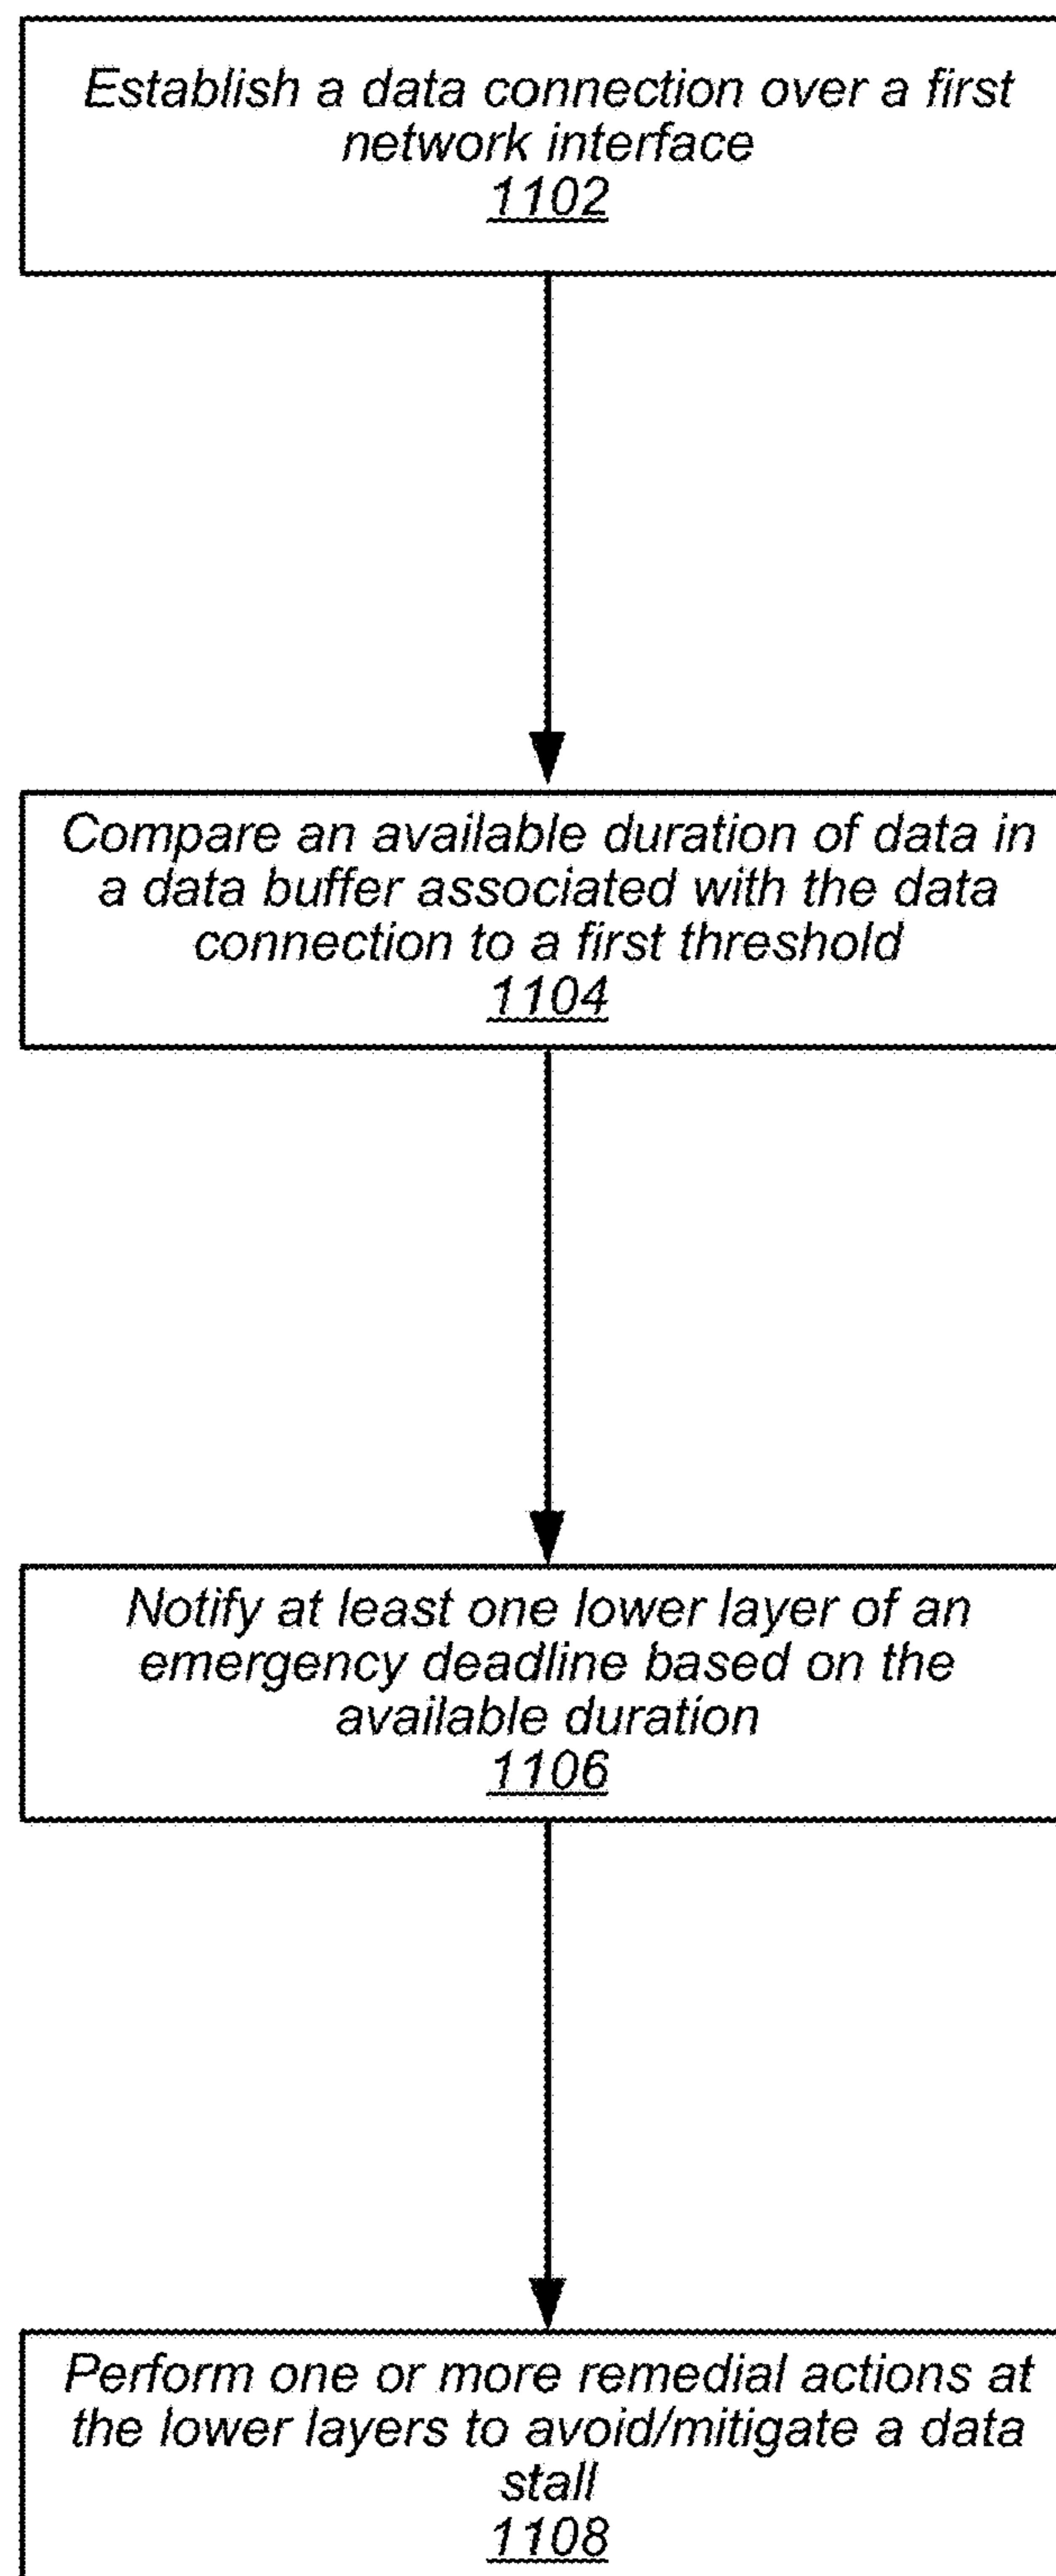 Establish a data connection over a first
network interface
1102
Compare an available duration of data in
a data buffer associated with the data
connection to a first threshold
1104
Notify at least one lower layer of an
emergency deadline based on the
available duration
1106
Perform one or more remedial actions at
the lower layers to avoid/mitigate a data
stall
1108